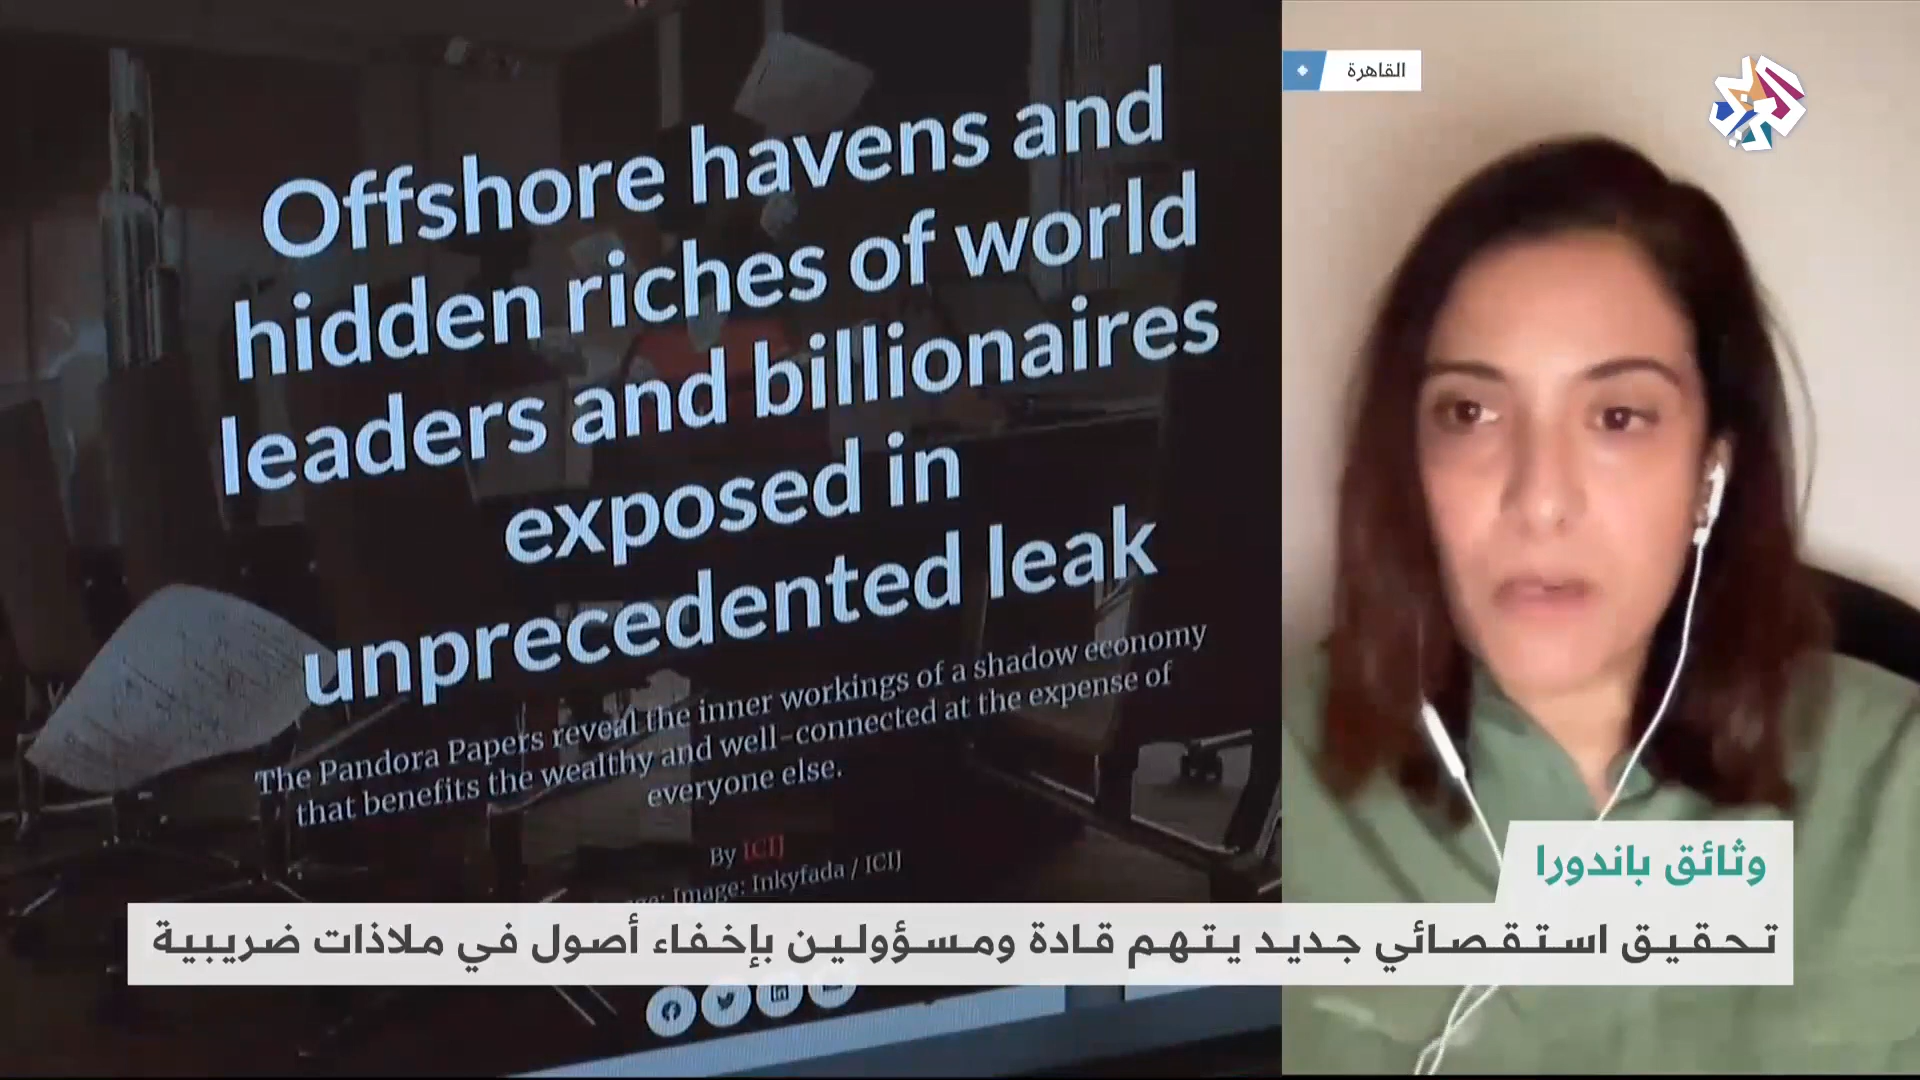 Offshore havens and
hidden riches of world
leaders and billionaires
exposed in
unprecedented leak
The Pandora Papers reveal the inner workings of a shadow economy
that benefits the wealthy and well-connected at the expense of
everyone else.
By ICIJ
Image: Inkyfada / ICIJ
القاهرة
وثائق باندورا
تحقيق استقصائي جديد يتهم قادة ومسؤولين بإخفاء أصول في ملاذات ضريبية